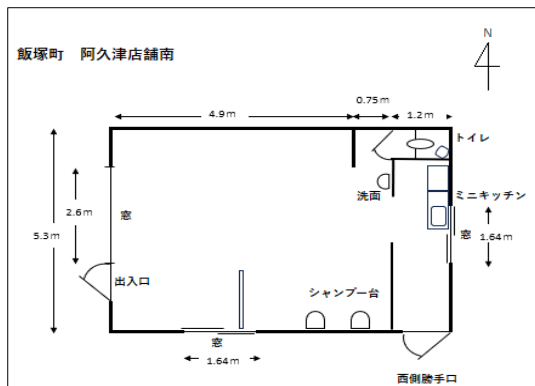 飯塚町　阿久津店舗南
N
0.75m
4.9m
1.2m
トイレ
洗面
ミニキッチン
2.6m
窓
5.3m
窓
1.64m
出入口
シャンプー台
窓
1.64m
西側勝手口